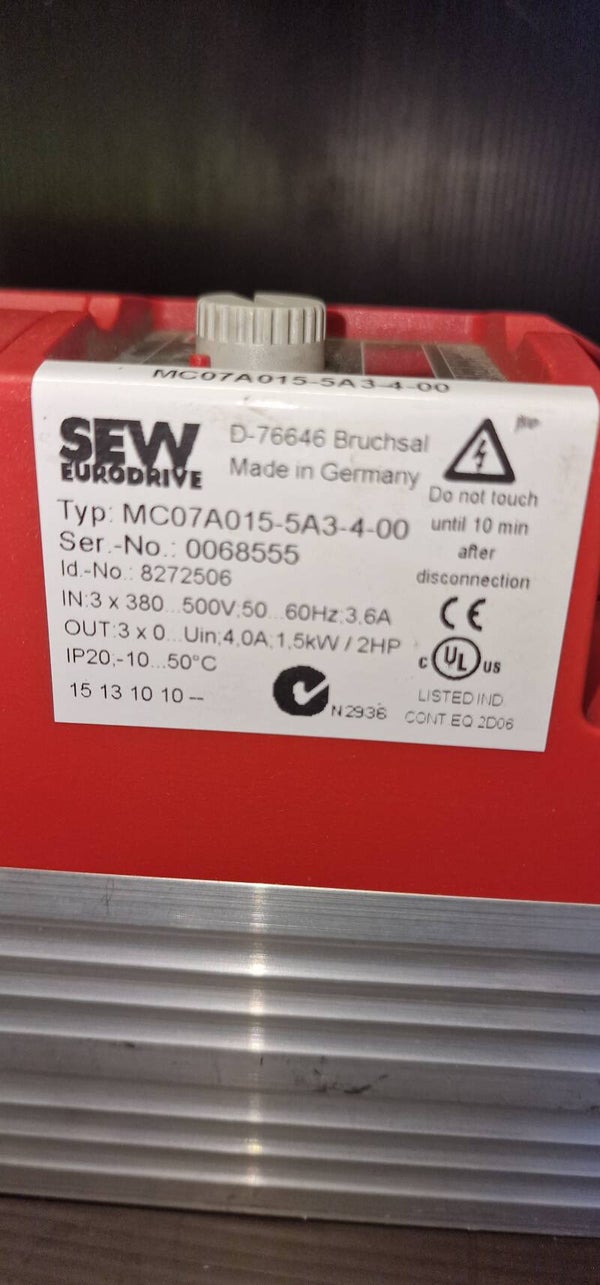 MC07A015-5A3-4-00
SEW
EURODRIVE
D-76646 Bruchsal
Made in Germany
Typ: MC07A015-5A3-4-00
Ser.-No.: 0068555
Id.-No.: 8272506
IN:3 x 380...500V;50...60Hz;3,6A
OUT:3 x 0...Uin;4,0A;1,5kW / 2HP
IP20;-10...50°C
15 13 10 10 --
N2936
Do not touch
until 10 min
after
disconnection
CE
c UL us
LISTED IND.
CONT.EQ 2D06